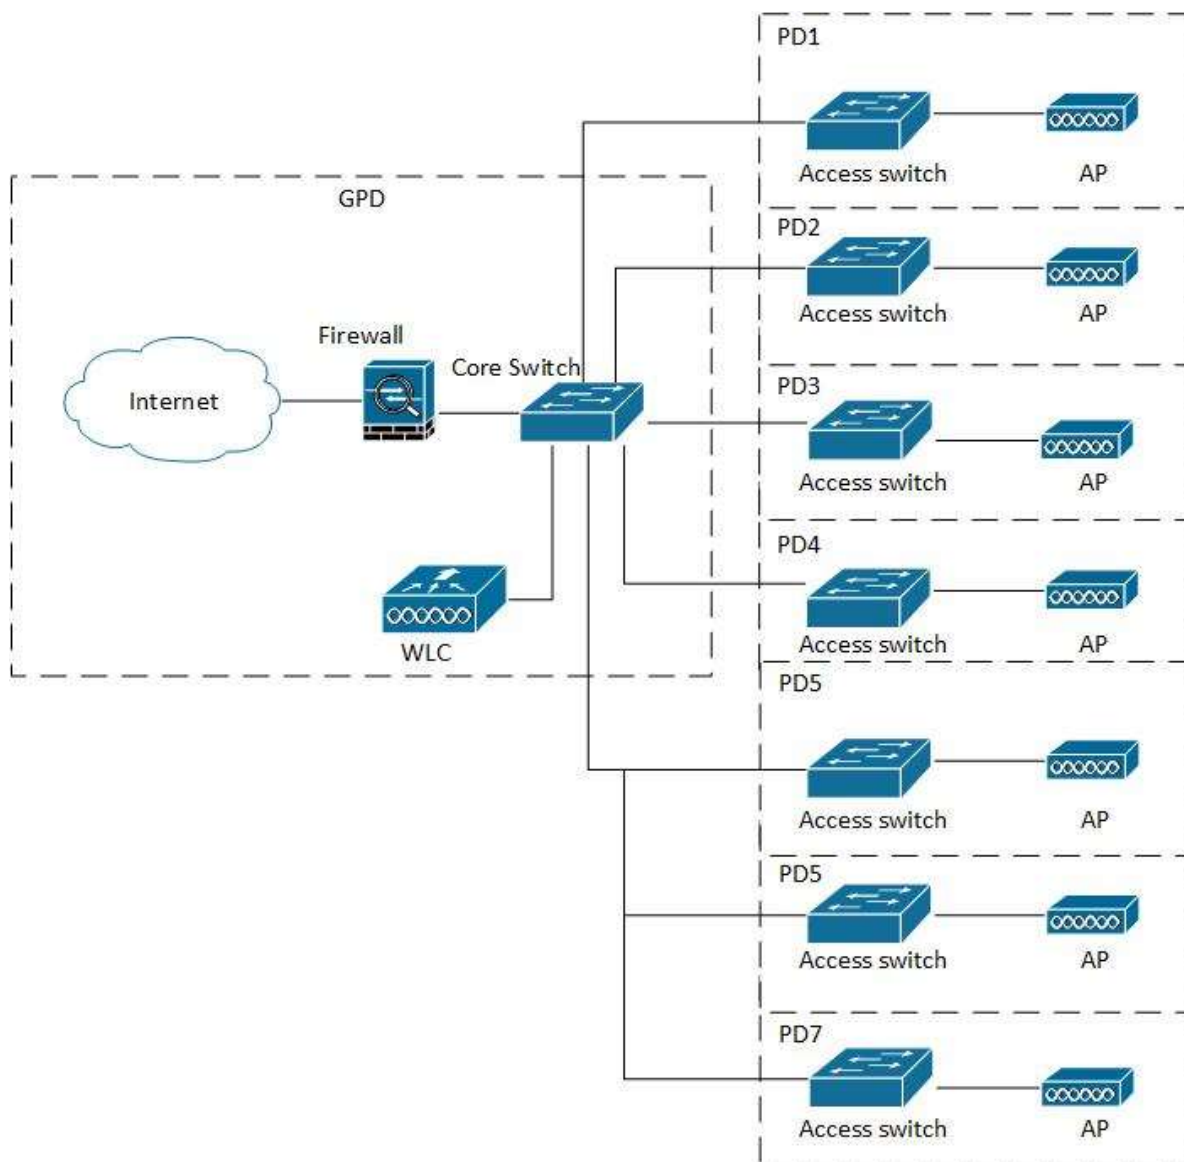 PD1
Access switch
AP
GPD
PD2
Access switch
AP
Firewall
Core Switch
Internet
PD3
Access switch
AP
WLC
PD4
Access switch
AP
PD5
Access switch
AP
PD5
Access switch
AP
PD7
Access switch
AP